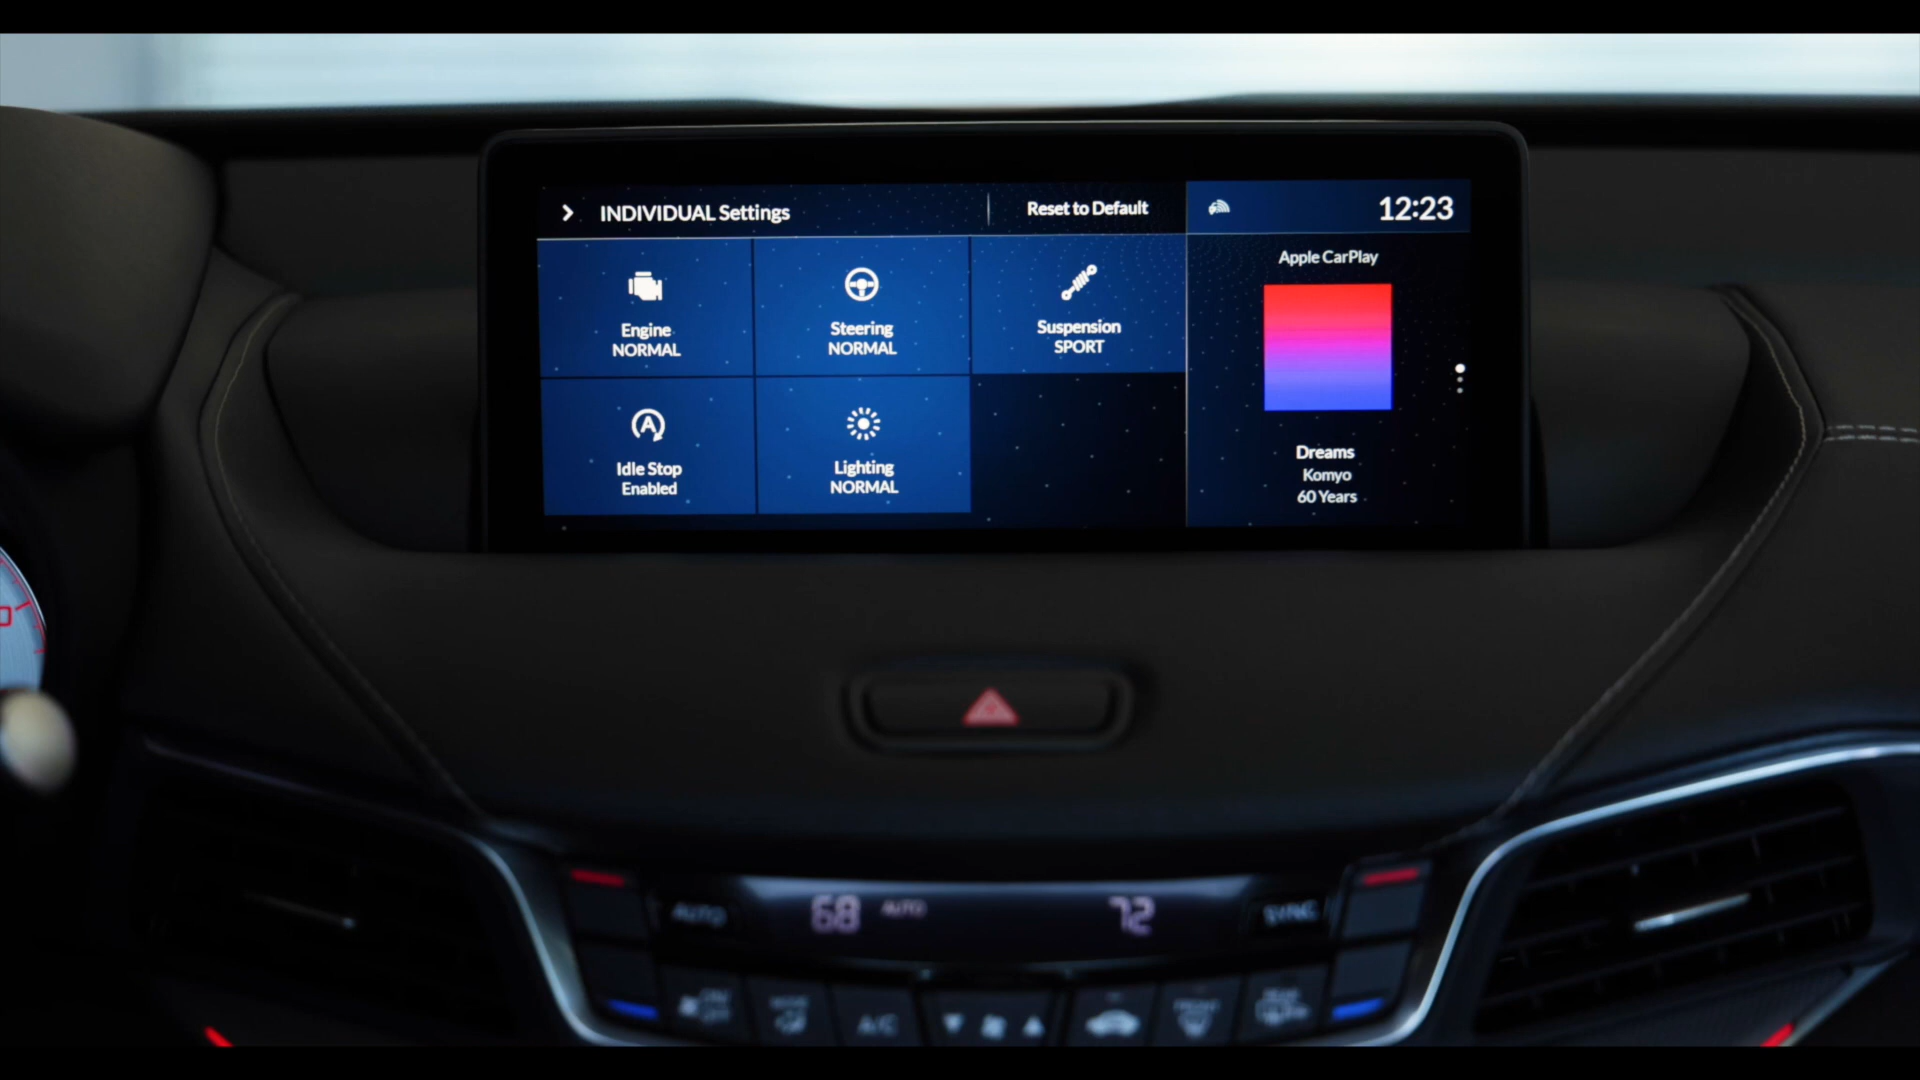 INDIVIDUAL Settings
Reset to Default
12:23
Engine
NORMAL
Steering
NORMAL
Suspension
SPORT
Idle Stop
Enabled
Lighting
NORMAL
Apple CarPlay
Dreams
Komyo
60 Years
AUTO
68
AUTO
72
SYNC
A/C